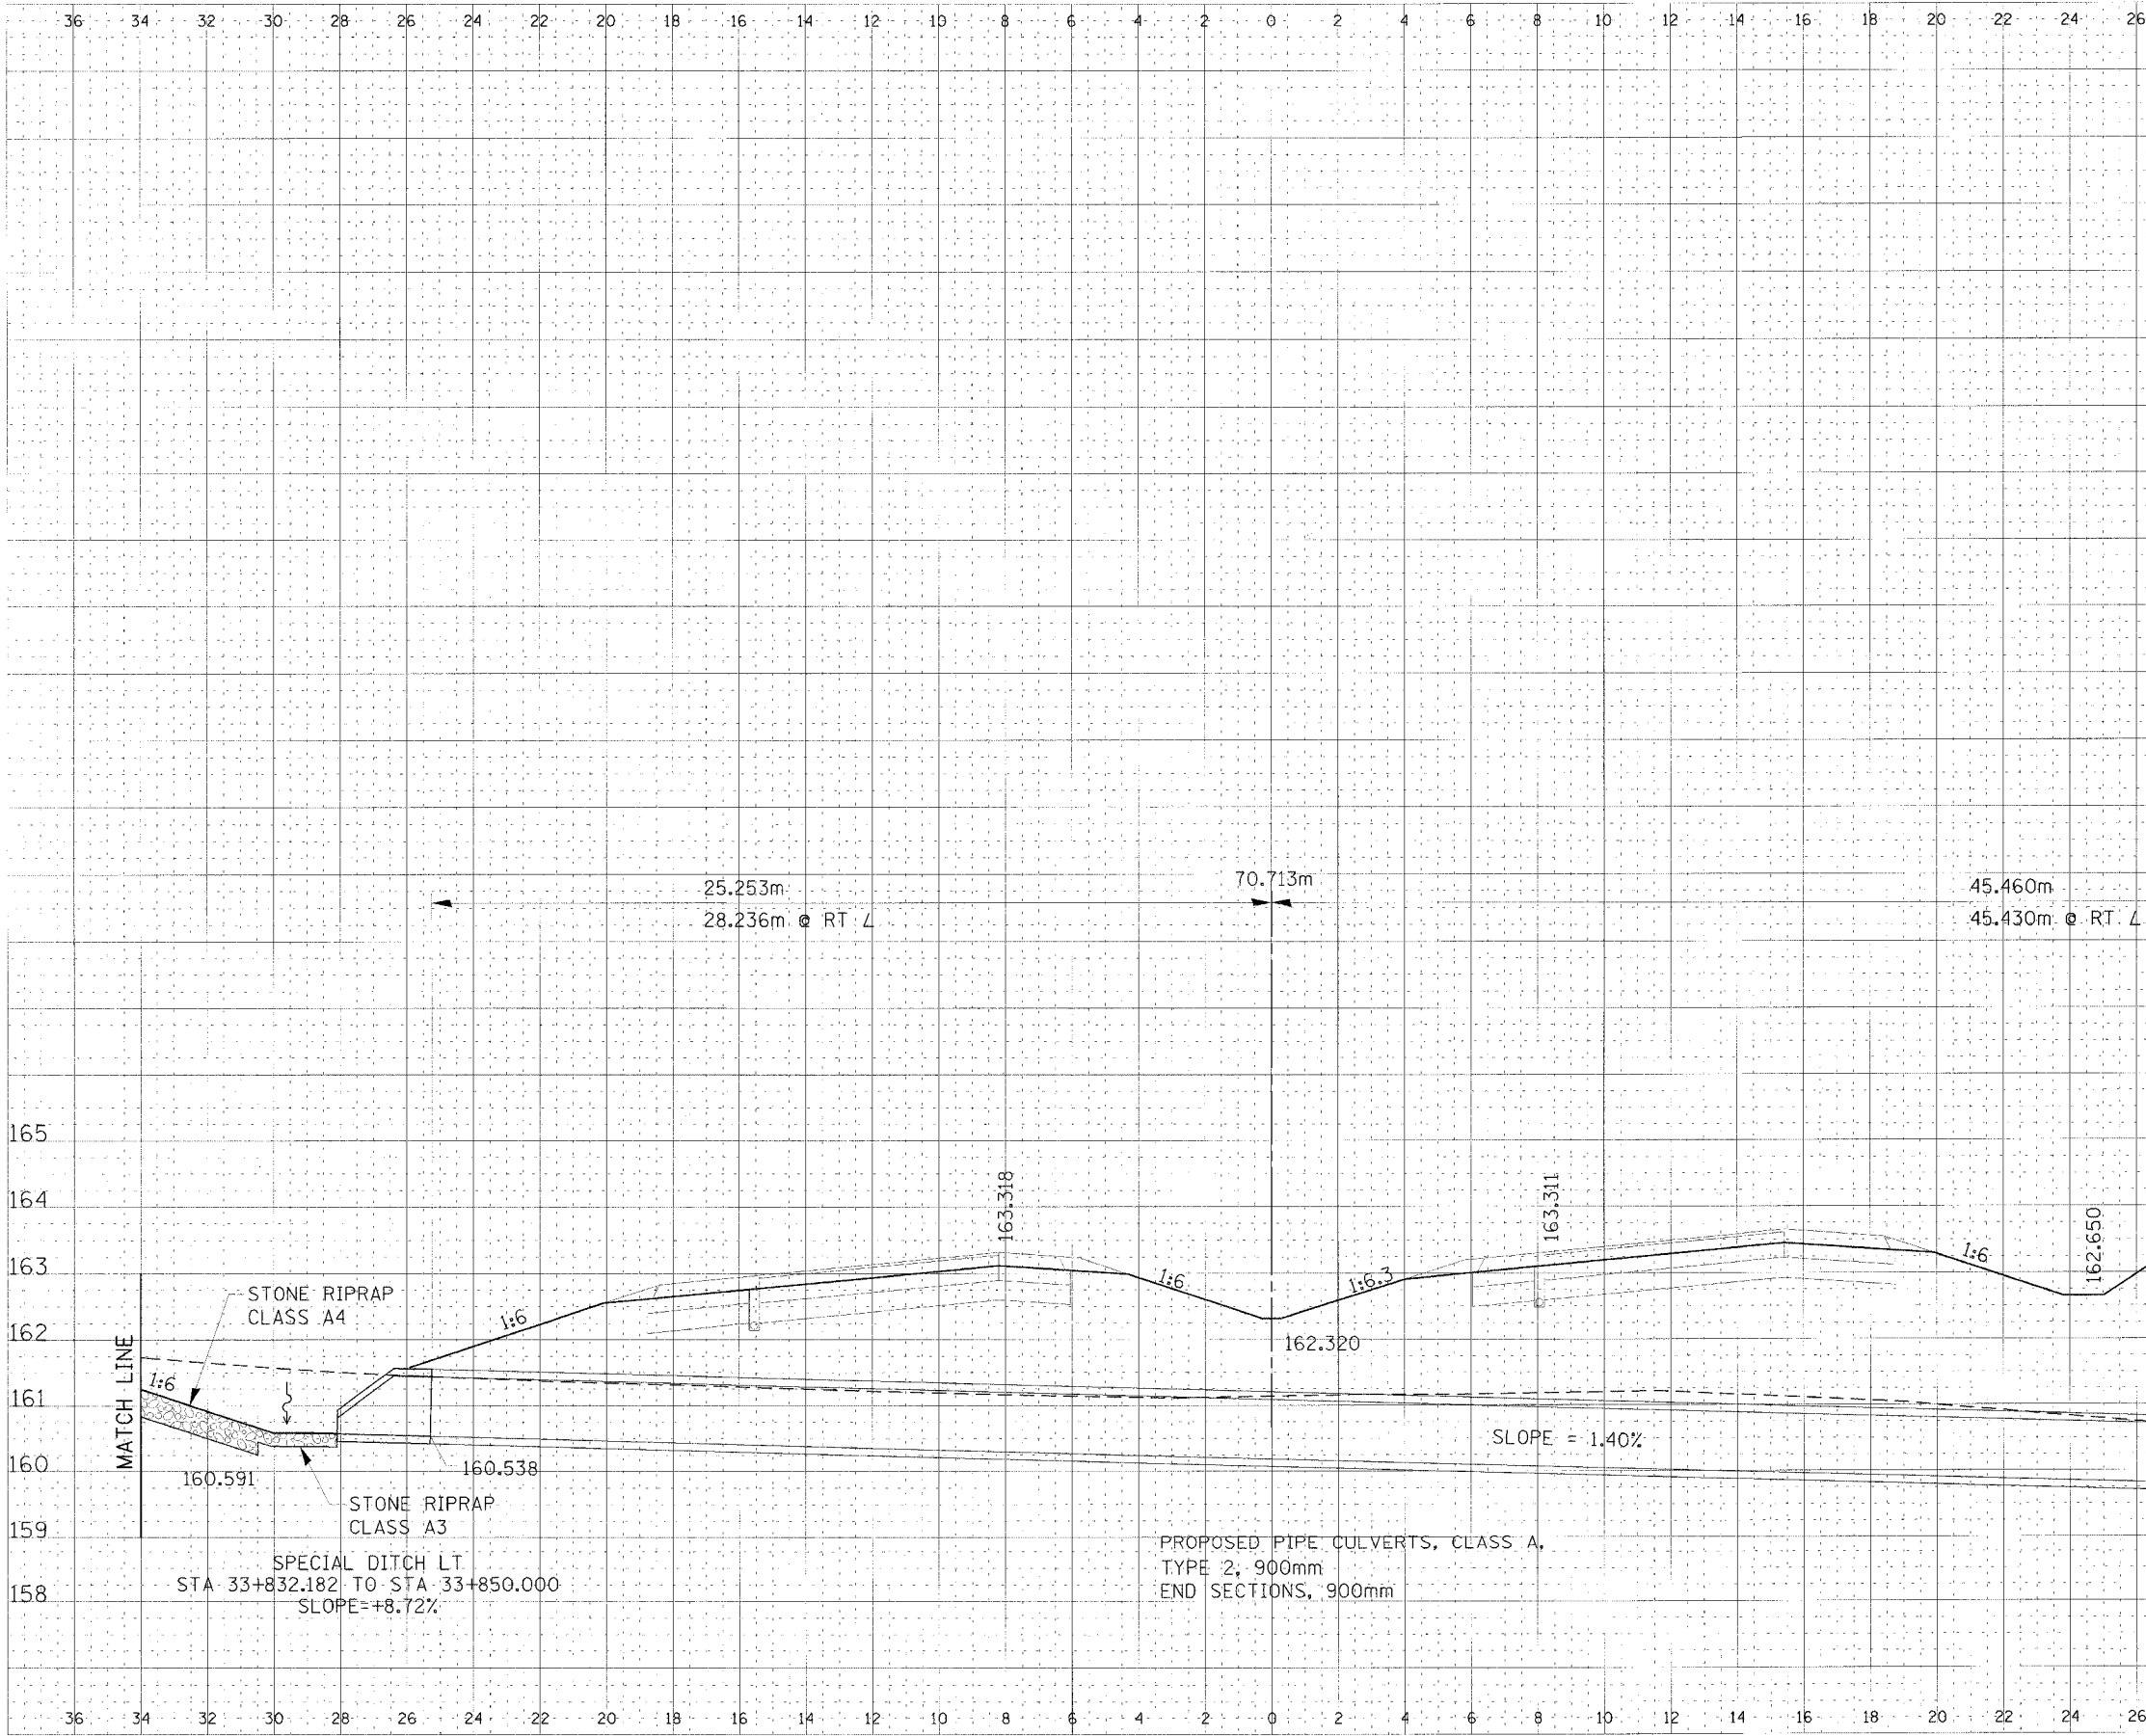 36 34 32 30 28 26 24 22 20 18 16 14 12 10 8 6 4 2 0 2 4 6 8 10 12 14 16 18 20 22 24 26
25.253m
28.236m @ RT ∠
70.713m
45.460m
45.430m @ RT ∠
165
164
163
162
161
160
159
158
163.318
163.311
162.650
1:6
1:6
1:6.3
1:6
1:6
162.320
STONE RIPRAP
CLASS A4
MATCH LINE
160.591
160.538
SLOPE = 1.40%
STONE RIPRAP
CLASS A3
SPECIAL DITCH LT
STA 33+832.182 TO STA 33+850.000
SLOPE=+8.72%
PROPOSED PIPE CULVERTS, CLASS A,
TYPE 2, 900mm
END SECTIONS, 900mm
36 34 32 30 28 26 24 22 20 18 16 14 12 10 8 6 4 2 0 2 4 6 8 10 12 14 16 18 20 22 24 26